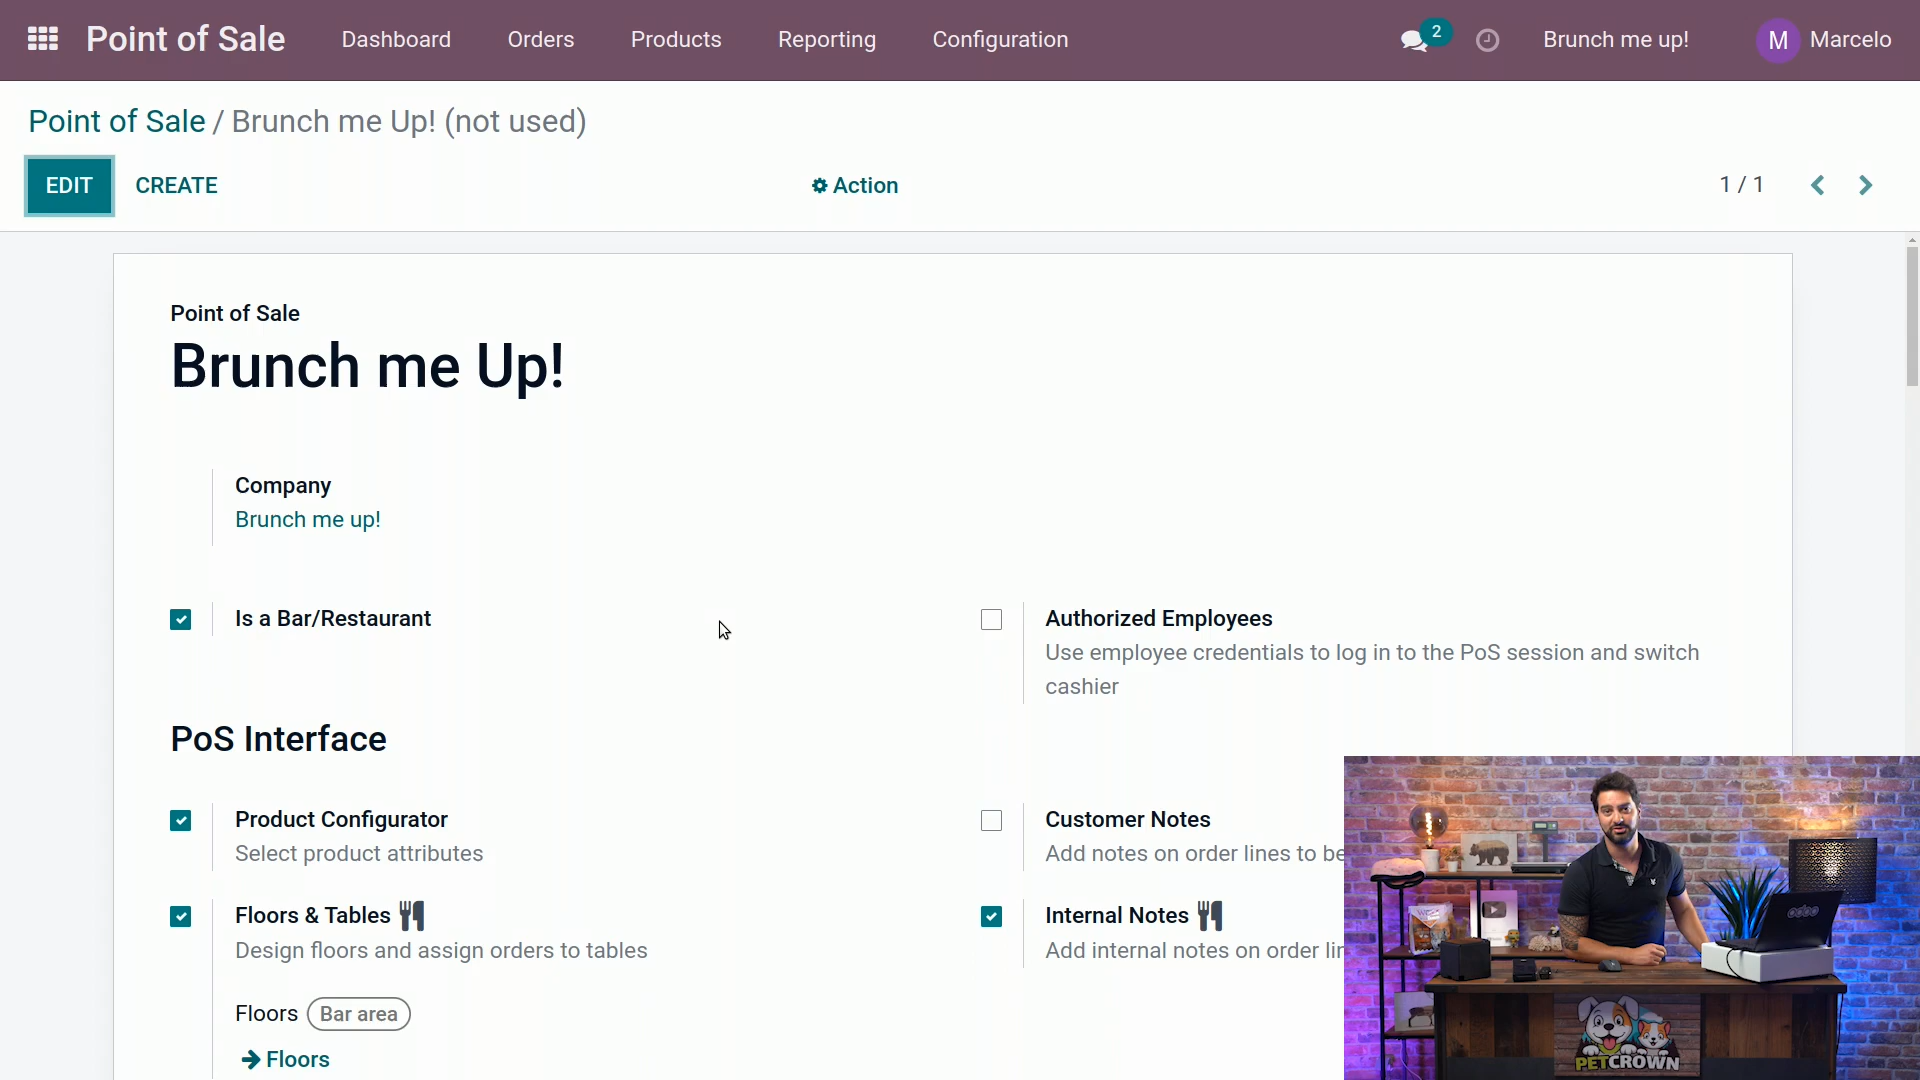 Point of Sale Dashboard Orders Products Reporting Configuration 2 Brunch me up! M Marcelo
Point of Sale / Brunch me Up! (not used)
EDIT CREATE Action 1 / 1
Point of Sale
Brunch me Up!
Company
Brunch me up!
Is a Bar/Restaurant
Authorized Employees
Use employee credentials to log in to the PoS session and switch
cashier
PoS Interface
Product Configurator
Select product attributes
Customer Notes
Add notes on order lines to be
Floors & Tables
Design floors and assign orders to tables
Internal Notes
Add internal notes on order lin
Floors Bar area
Floors
odoo
PETCROWN